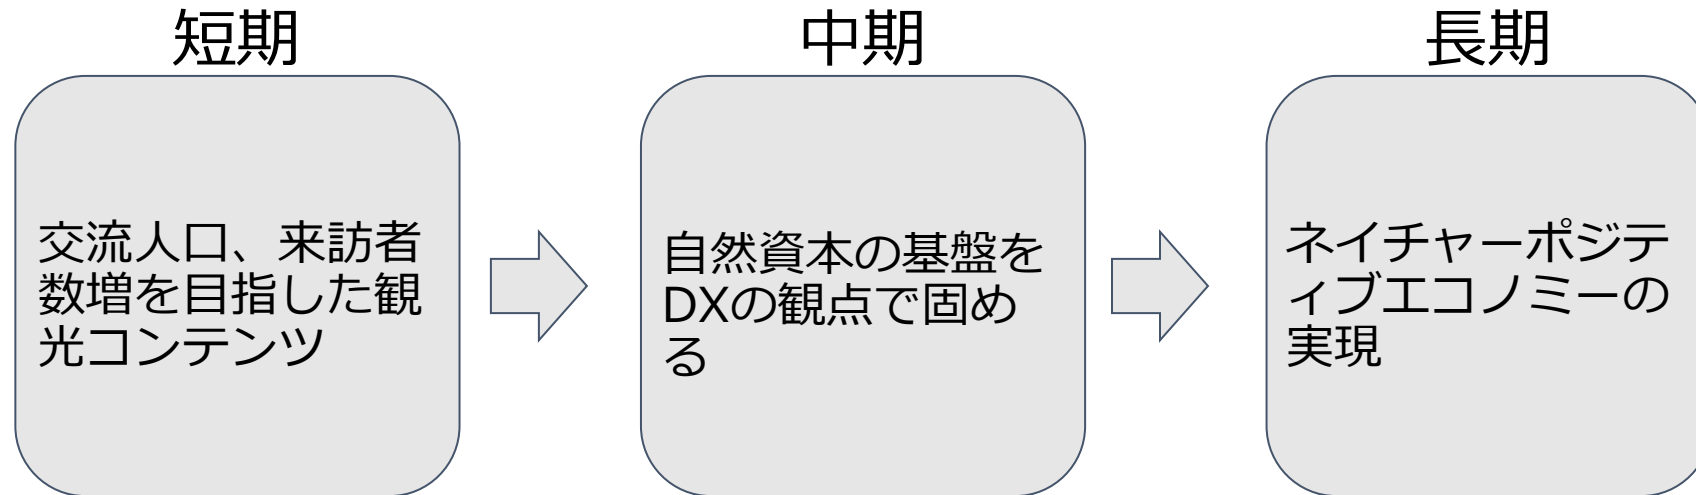 短期
中期
長期
交流人口、来訪者
数増を目指した観
光コンテンツ
自然資本の基盤を
DXの観点で固め
る
ネイチャーポジテ
ィブエコノミーの
実現